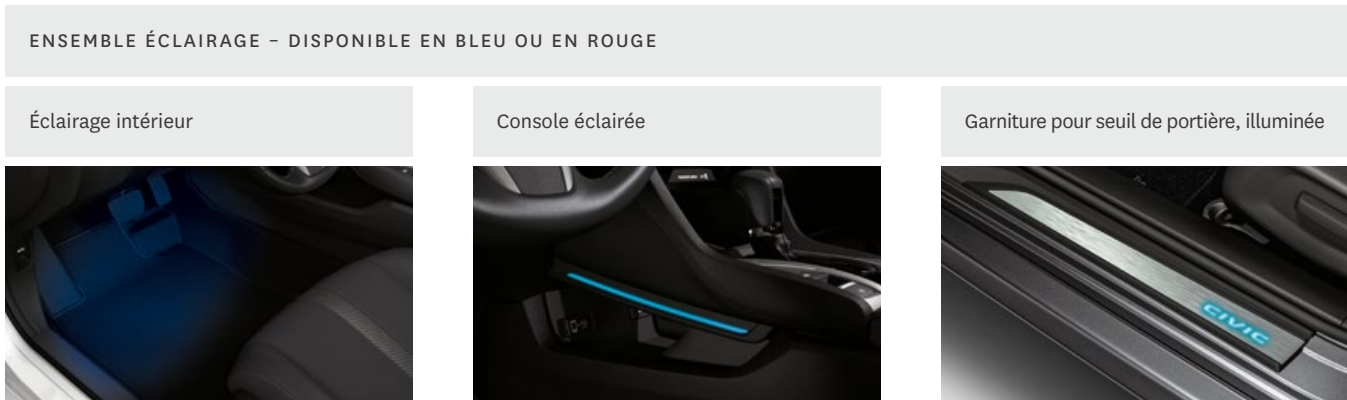 ENSEMBLE ÉCLAIRAGE – DISPONIBLE EN BLEU OU EN ROUGE
Éclairage intérieur
Console éclairée
Garniture pour seuil de portière, illuminée
CIVIC